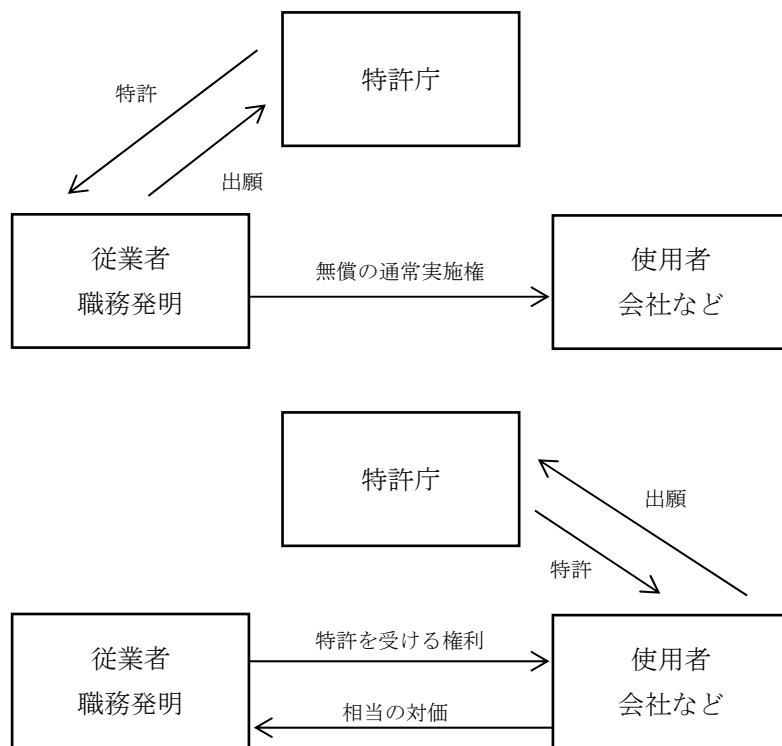 特許庁
特許
出願
従業者
職務発明
無償の通常実施権
使用者
会社など
特許庁
出願
特許
従業者
職務発明
特許を受ける権利
相当の対価
使用者
会社など